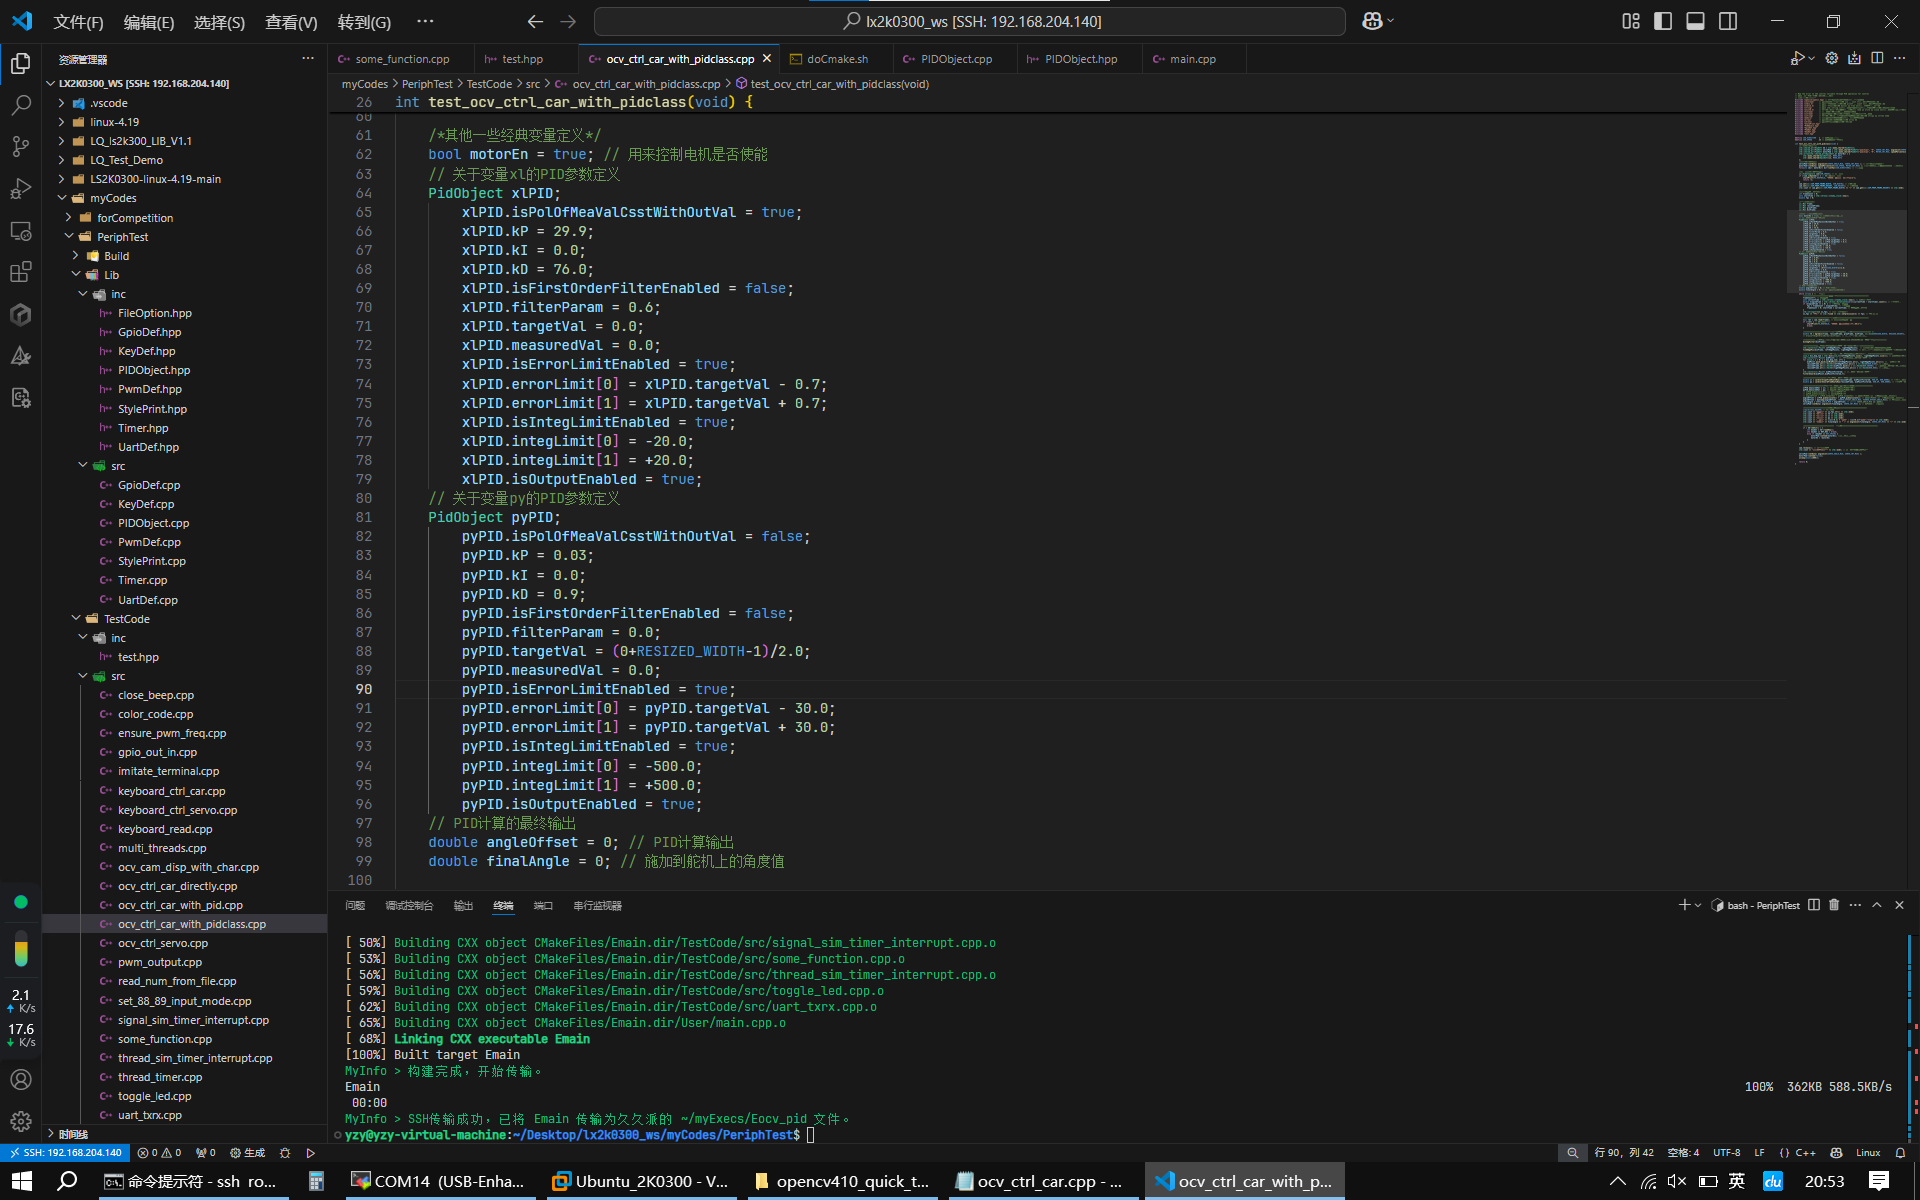 文件(F) 编辑(E) 选择(S) 查看(V) 转到(G) ··· lx2k0300_ws [SSH: 192.168.204.140]
资源管理器 ···
some_function.cpp test.hpp ocv_ctrl_car_with_pidclass.cpp doCmake.sh PIDObject.cpp PIDObject.hpp main.cpp
LX2K0300_WS [SSH: 192.168.204.140]
.vscode
linux-4.19
LQ_ls2k300_LIB_V1.1
LQ_Test_Demo
LS2K0300-linux-4.19-main
myCodes
forCompetition
PeriphTest
Build
Lib
inc
FileOption.hpp
GpioDef.hpp
KeyDef.hpp
PIDObject.hpp
PwmDef.hpp
StylePrint.hpp
Timer.hpp
UartDef.hpp
src
GpioDef.cpp
KeyDef.cpp
PIDObject.cpp
PwmDef.cpp
StylePrint.cpp
Timer.cpp
UartDef.cpp
TestCode
inc
test.hpp
src
close_beep.cpp
color_code.cpp
ensure_pwm_freq.cpp
gpio_out_in.cpp
imitate_terminal.cpp
keyboard_ctrl_car.cpp
keyboard_ctrl_servo.cpp
keyboard_read.cpp
multi_threads.cpp
ocv_cam_disp_with_char.cpp
ocv_ctrl_car_directly.cpp
ocv_ctrl_car_with_pid.cpp
ocv_ctrl_car_with_pidclass.cpp
ocv_ctrl_servo.cpp
pwm_output.cpp
read_num_from_file.cpp
set_88_89_input_mode.cpp
signal_sim_timer_interrupt.cpp
some_function.cpp
thread_sim_timer_interrupt.cpp
thread_timer.cpp
toggle_led.cpp
uart_txrx.cpp
时间线
2.1
K/s
17.6
K/s
myCodes > PeriphTest > TestCode > src > ocv_ctrl_car_with_pidclass.cpp > test_ocv_ctrl_car_with_pidclass(void)
26 int test_ocv_ctrl_car_with_pidclass(void) {
60
61 /*其他一些经典变量定义*/
62 bool motorEn = true; // 用来控制电机是否使能
63 // 关于变量xl的PID参数定义
64 PidObject xlPID;
65 xlPID.isPolOfMeaValCsstWithOutVal = true;
66 xlPID.kP = 29.9;
67 xlPID.kI = 0.0;
68 xlPID.kD = 76.0;
69 xlPID.isFirstOrderFilterEnabled = false;
70 xlPID.filterParam = 0.6;
71 xlPID.targetVal = 0.0;
72 xlPID.measuredVal = 0.0;
73 xlPID.isErrorLimitEnabled = true;
74 xlPID.errorLimit[0] = xlPID.targetVal - 0.7;
75 xlPID.errorLimit[1] = xlPID.targetVal + 0.7;
76 xlPID.isIntegLimitEnabled = true;
77 xlPID.integLimit[0] = -20.0;
78 xlPID.integLimit[1] = +20.0;
79 xlPID.isOutputEnabled = true;
80 // 关于变量py的PID参数定义
81 PidObject pyPID;
82 pyPID.isPolOfMeaValCsstWithOutVal = false;
83 pyPID.kP = 0.03;
84 pyPID.kI = 0.0;
85 pyPID.kD = 0.9;
86 pyPID.isFirstOrderFilterEnabled = false;
87 pyPID.filterParam = 0.0;
88 pyPID.targetVal = (0+RESIZED_WIDTH-1)/2.0;
89 pyPID.measuredVal = 0.0;
90 pyPID.isErrorLimitEnabled = true;
91 pyPID.errorLimit[0] = pyPID.targetVal - 30.0;
92 pyPID.errorLimit[1] = pyPID.targetVal + 30.0;
93 pyPID.isIntegLimitEnabled = true;
94 pyPID.integLimit[0] = -500.0;
95 pyPID.integLimit[1] = +500.0;
96 pyPID.isOutputEnabled = true;
97 // PID计算的最终输出
98 double angleOffset = 0; // PID计算输出
99 double finalAngle = 0; // 施加到舵机上的角度值
100
问题 调试控制台 输出 终端 端口 串行监视器 bash - PeriphTest
[ 50%] Building CXX object CMakeFiles/Emain.dir/TestCode/src/signal_sim_timer_interrupt.cpp.o
[ 53%] Building CXX object CMakeFiles/Emain.dir/TestCode/src/some_function.cpp.o
[ 56%] Building CXX object CMakeFiles/Emain.dir/TestCode/src/thread_sim_timer_interrupt.cpp.o
[ 59%] Building CXX object CMakeFiles/Emain.dir/TestCode/src/toggle_led.cpp.o
[ 62%] Building CXX object CMakeFiles/Emain.dir/TestCode/src/uart_txrx.cpp.o
[ 65%] Building CXX object CMakeFiles/Emain.dir/User/main.cpp.o
[ 68%] Linking CXX executable Emain
[100%] Built target Emain
MyInfo > 构建完成，开始传输。
Emain 100% 362KB 588.5KB/s
00:00
MyInfo > SSH传输成功，已将 Emain 传输为久久派的 ~/myExecs/Eocv_pid 文件。
yzy@yzy-virtual-machine:~/Desktop/lx2k0300_ws/myCodes/PeriphTest$
SSH: 192.168.204.140 0 0 0 生成 行 90，列 42 空格: 4 UTF-8 LF {} C++ Linux
命令提示符 - ssh ro... COM14 (USB-Enha... Ubuntu_2K0300 - V... opencv410_quick_t... ocv_ctrl_car.cpp - ... ocv_ctrl_car_with_p... 英 du 20:53